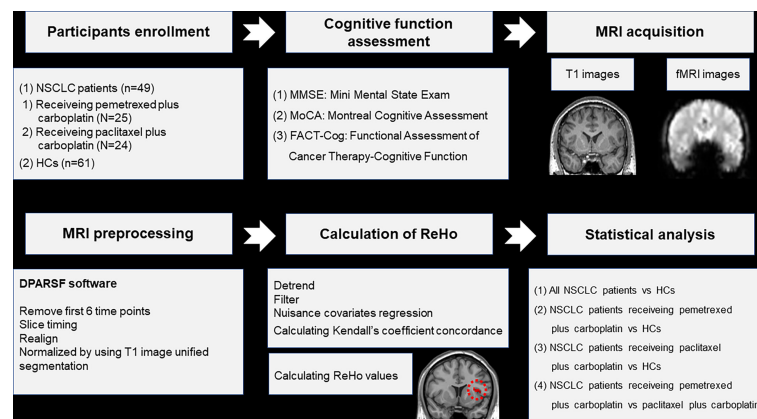 Participants enrollment
Cognitive function
assessment
MRI acquisition
(1) NSCLC patients (n=49)
1) Receiveing pemetrexed plus
carboplatin (N=25)
2) Receiveing paclitaxel plus
carboplatin (N=24)
(2) HCs (n=61)
(1) MMSE: Mini Mental State Exam
(2) MoCA: Montreal Cognitive Assessment
(3) FACT-Cog: Functional Assessment of
Cancer Therapy-Cognitive Function
T1 images
fMRI images
MRI preprocessing
Calculation of ReHo
Statistical analysis
DPARSF software
Remove first 6 time points
Slice timing
Realign
Normalized by using T1 image unified
segmentation
Detrend
Filter
Nuisance covariates regression
Calculating Kendall's coefficient concordance
Calculating ReHo values
(1) All NSCLC patients vs HCs
(2) NSCLC patients receiveing pemetrexed
plus carboplatin vs HCs
(3) NSCLC patients receiveing paclitaxel
plus carboplatin vs HCs
(4) NSCLC patients receiveing pemetrexed
plus carboplatin vs paclitaxel plus carboplatin